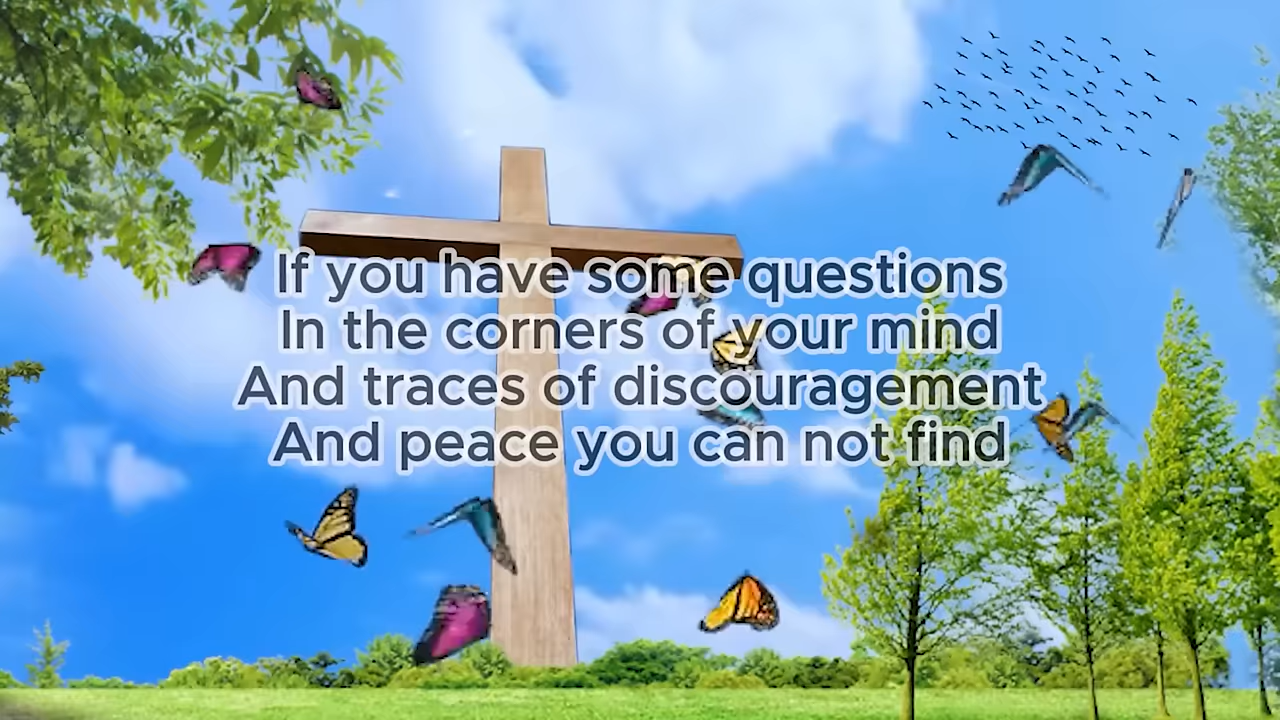 If you have some questions
In the corners of your mind
And traces of discouragement
And peace you can not find